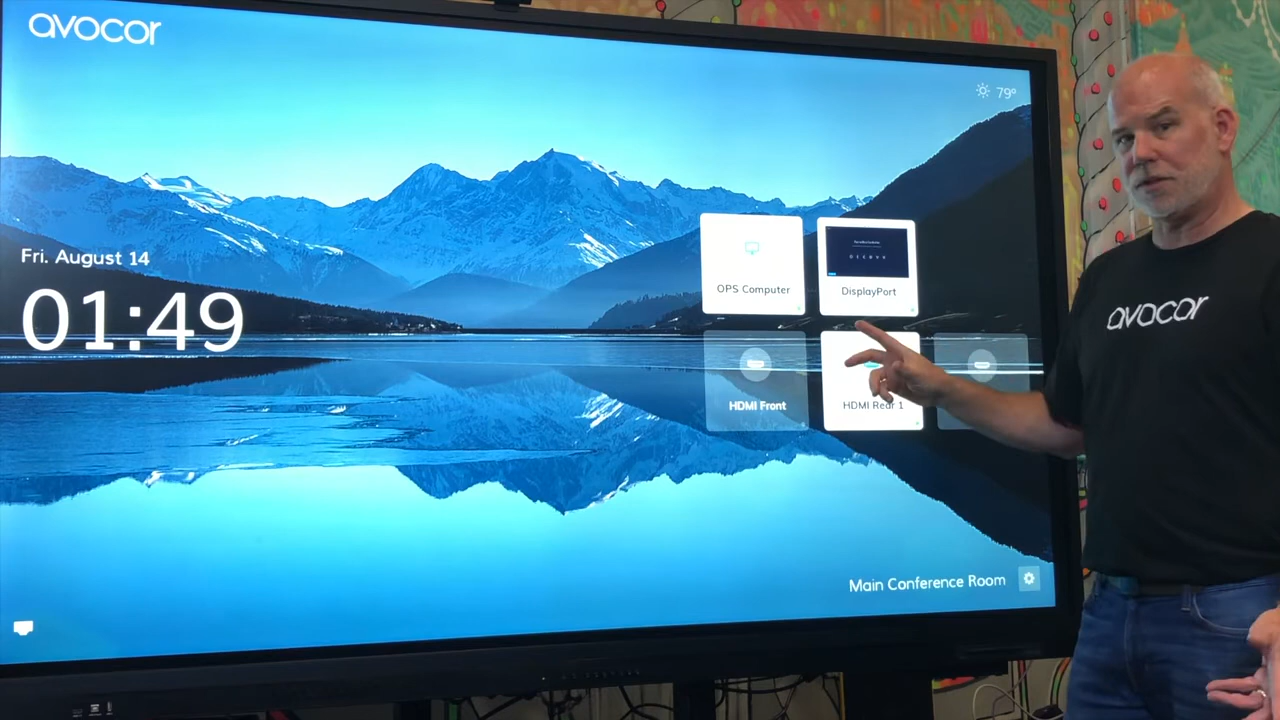 avocor
79°
Fri. August 14
01:49
OPS Computer
DisplayPort
HDMI Front
HDMI Rear 1
avocor
Main Conference Room